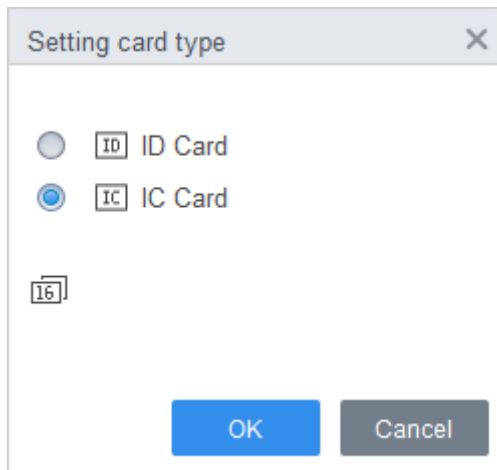 Setting card type
ID ID Card
IC IC Card
16
OK Cancel